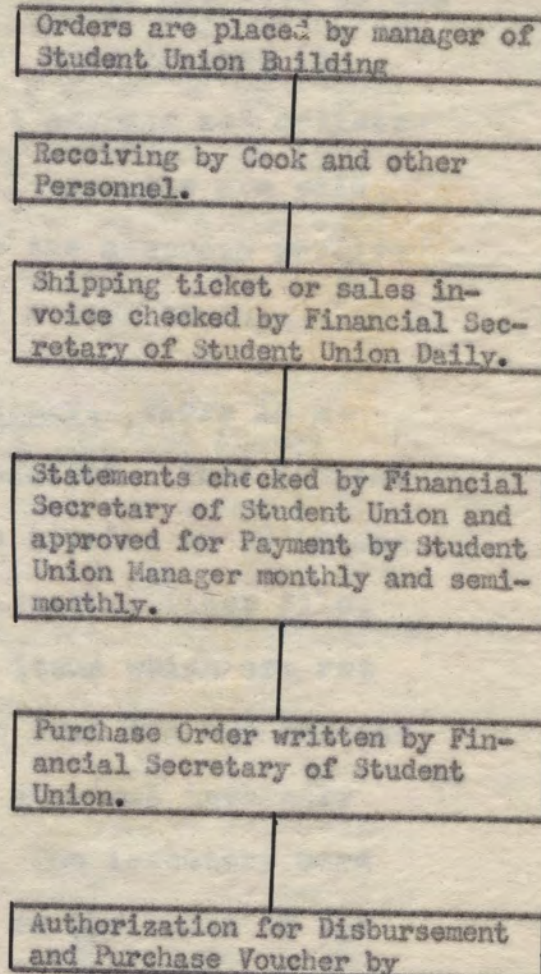 Orders are placed by manager of
Student Union Building
Receiving by Cook and other
Personnel.
Shipping ticket or sales in-
voice checked by Financial Sec-
retary of Student Union Daily.
Statements checked by Financial
Secretary of Student Union and
approved for Payment by Student
Union Manager monthly and semi-
monthly.
Purchase Order written by Fin-
ancial Secretary of Student
Union.
Authorization for Disbursement
and Purchase Voucher by